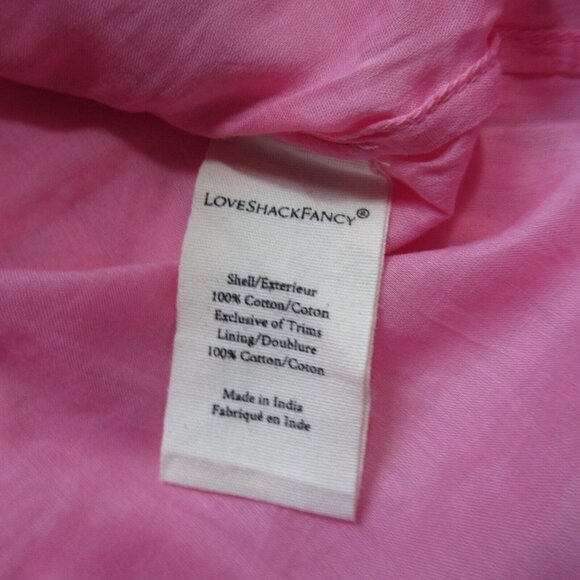 LOVESHACKFANCY®
Shell/Exterieur
100% Cotton/Coton
Exclusive of Trims
Lining/Doublure
100% Cotton/Coton
Made in India
Fabriqué en Inde